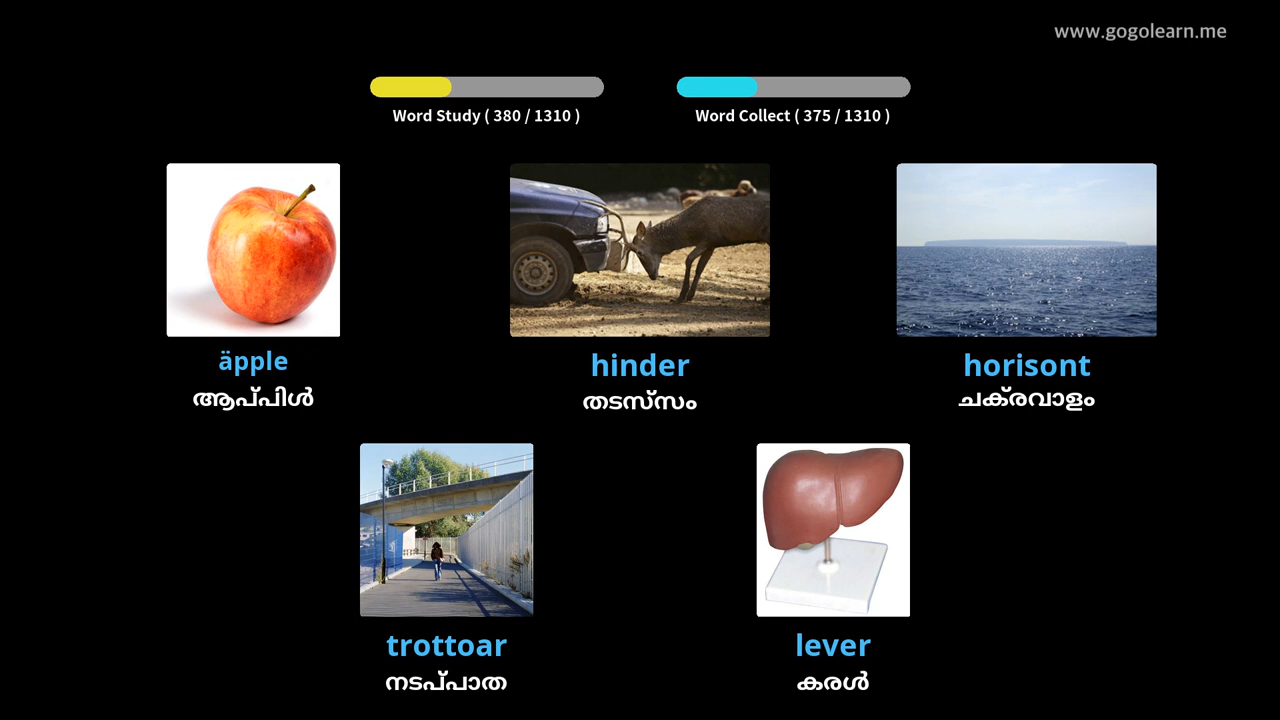 www.gogolearn.me
Word Study ( 380 / 1310 )
Word Collect ( 375 / 1310 )
äpple
ആപ്പിൾ
hinder
തടസ്സം
horisont
ചക്രവാളം
trottoar
നടപ്പാത
lever
കരൾ